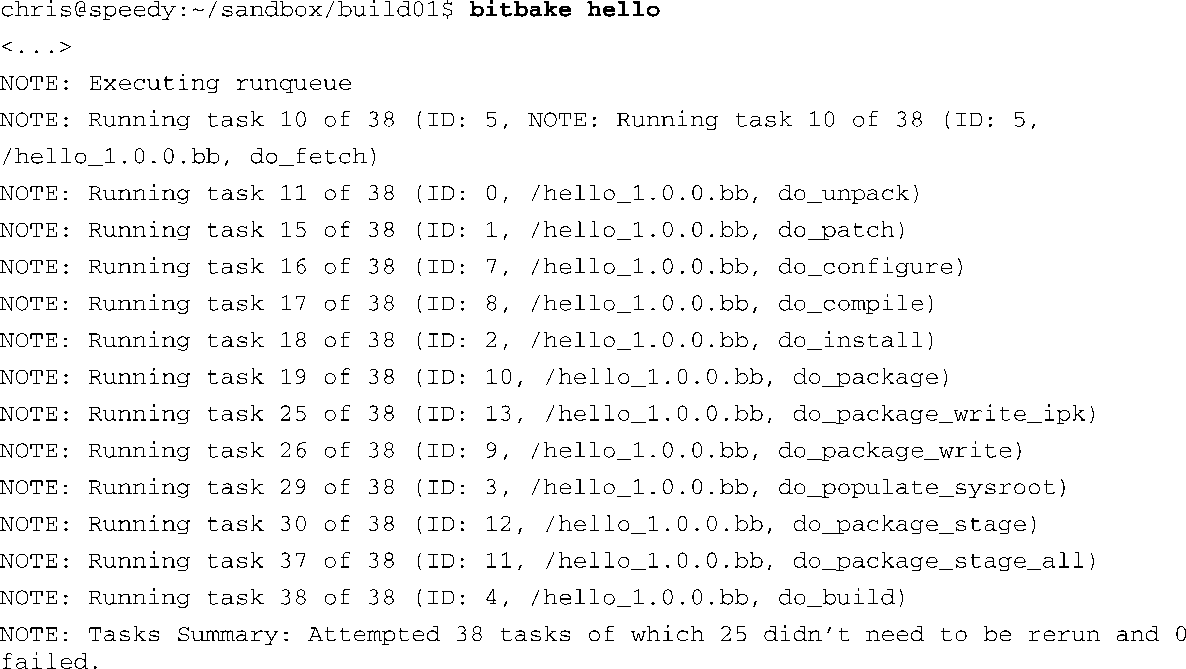 chris@speedy:~/sandbox/build01$ bitbake hello
<...>
NOTE: Executing runqueue
NOTE: Running task 10 of 38 (ID: 5, NOTE: Running task 10 of 38 (ID: 5,
/hello_1.0.0.bb, do_fetch)
NOTE: Running task 11 of 38 (ID: 0, /hello_1.0.0.bb, do_unpack)
NOTE: Running task 15 of 38 (ID: 1, /hello_1.0.0.bb, do_patch)
NOTE: Running task 16 of 38 (ID: 7, /hello_1.0.0.bb, do_configure)
NOTE: Running task 17 of 38 (ID: 8, /hello_1.0.0.bb, do_compile)
NOTE: Running task 18 of 38 (ID: 2, /hello_1.0.0.bb, do_install)
NOTE: Running task 19 of 38 (ID: 10, /hello_1.0.0.bb, do_package)
NOTE: Running task 25 of 38 (ID: 13, /hello_1.0.0.bb, do_package_write_ipk)
NOTE: Running task 26 of 38 (ID: 9, /hello_1.0.0.bb, do_package_write)
NOTE: Running task 29 of 38 (ID: 3, /hello_1.0.0.bb, do_populate_sysroot)
NOTE: Running task 30 of 38 (ID: 12, /hello_1.0.0.bb, do_package_stage)
NOTE: Running task 37 of 38 (ID: 11, /hello_1.0.0.bb, do_package_stage_all)
NOTE: Running task 38 of 38 (ID: 4, /hello_1.0.0.bb, do_build)
NOTE: Tasks Summary: Attempted 38 tasks of which 25 didn’t need to be rerun and 0
failed.